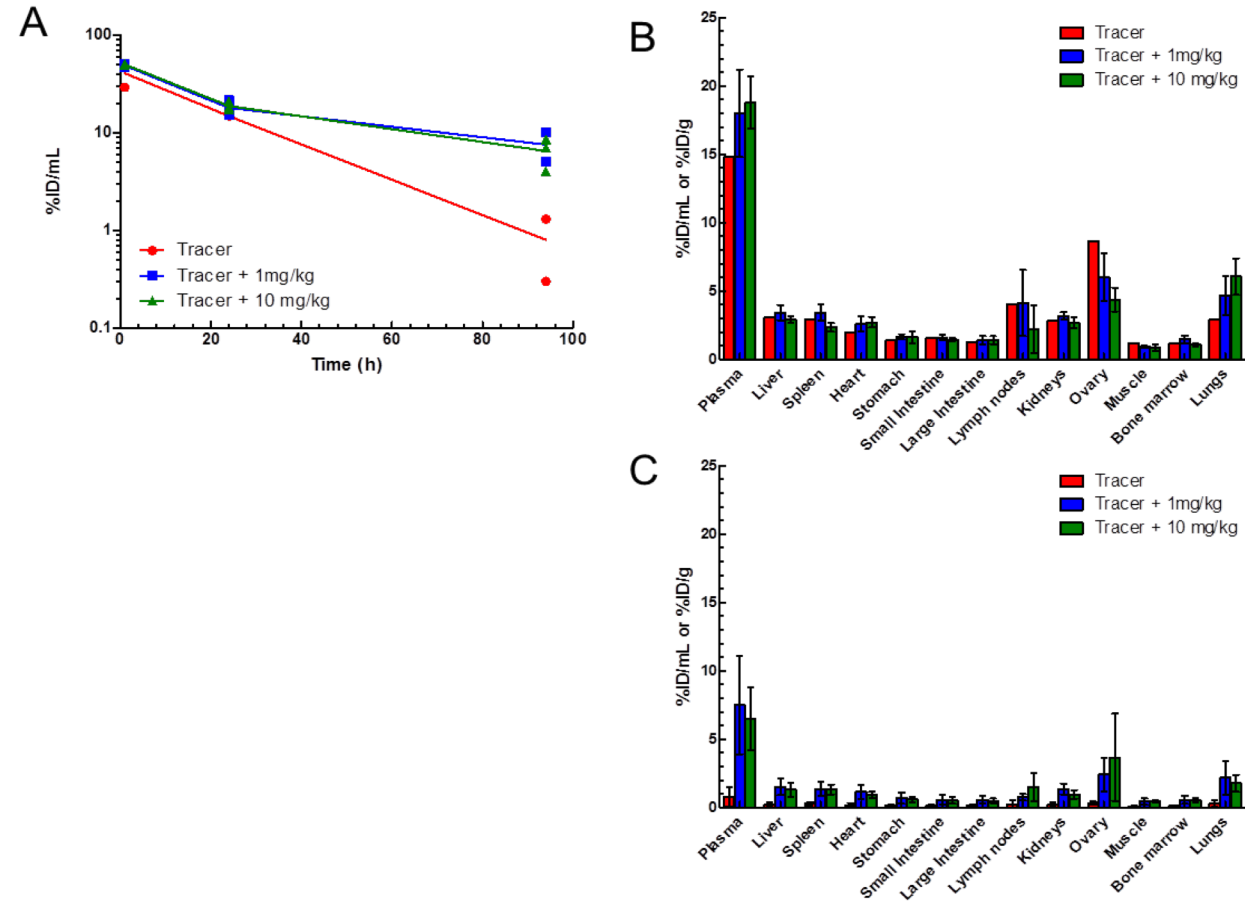 A
100
10
1
0.1
%ID/mL
0
20
40
60
80
100
Time (h)
Tracer
Tracer + 1mg/kg
Tracer + 10 mg/kg
B
25
20
15
10
5
0
%ID/mL or %ID/g
Tracer
Tracer + 1mg/kg
Tracer + 10 mg/kg
Plasma
Liver
Spleen
Heart
Stomach
Small Intestine
Large Intestine
Lymph nodes
Kidneys
Ovary
Muscle
Bone marrow
Lungs
C
25
20
15
10
5
0
%ID/mL or %ID/g
Tracer
Tracer + 1mg/kg
Tracer + 10 mg/kg
Plasma
Liver
Spleen
Heart
Stomach
Small Intestine
Large Intestine
Lymph nodes
Kidneys
Ovary
Muscle
Bone marrow
Lungs